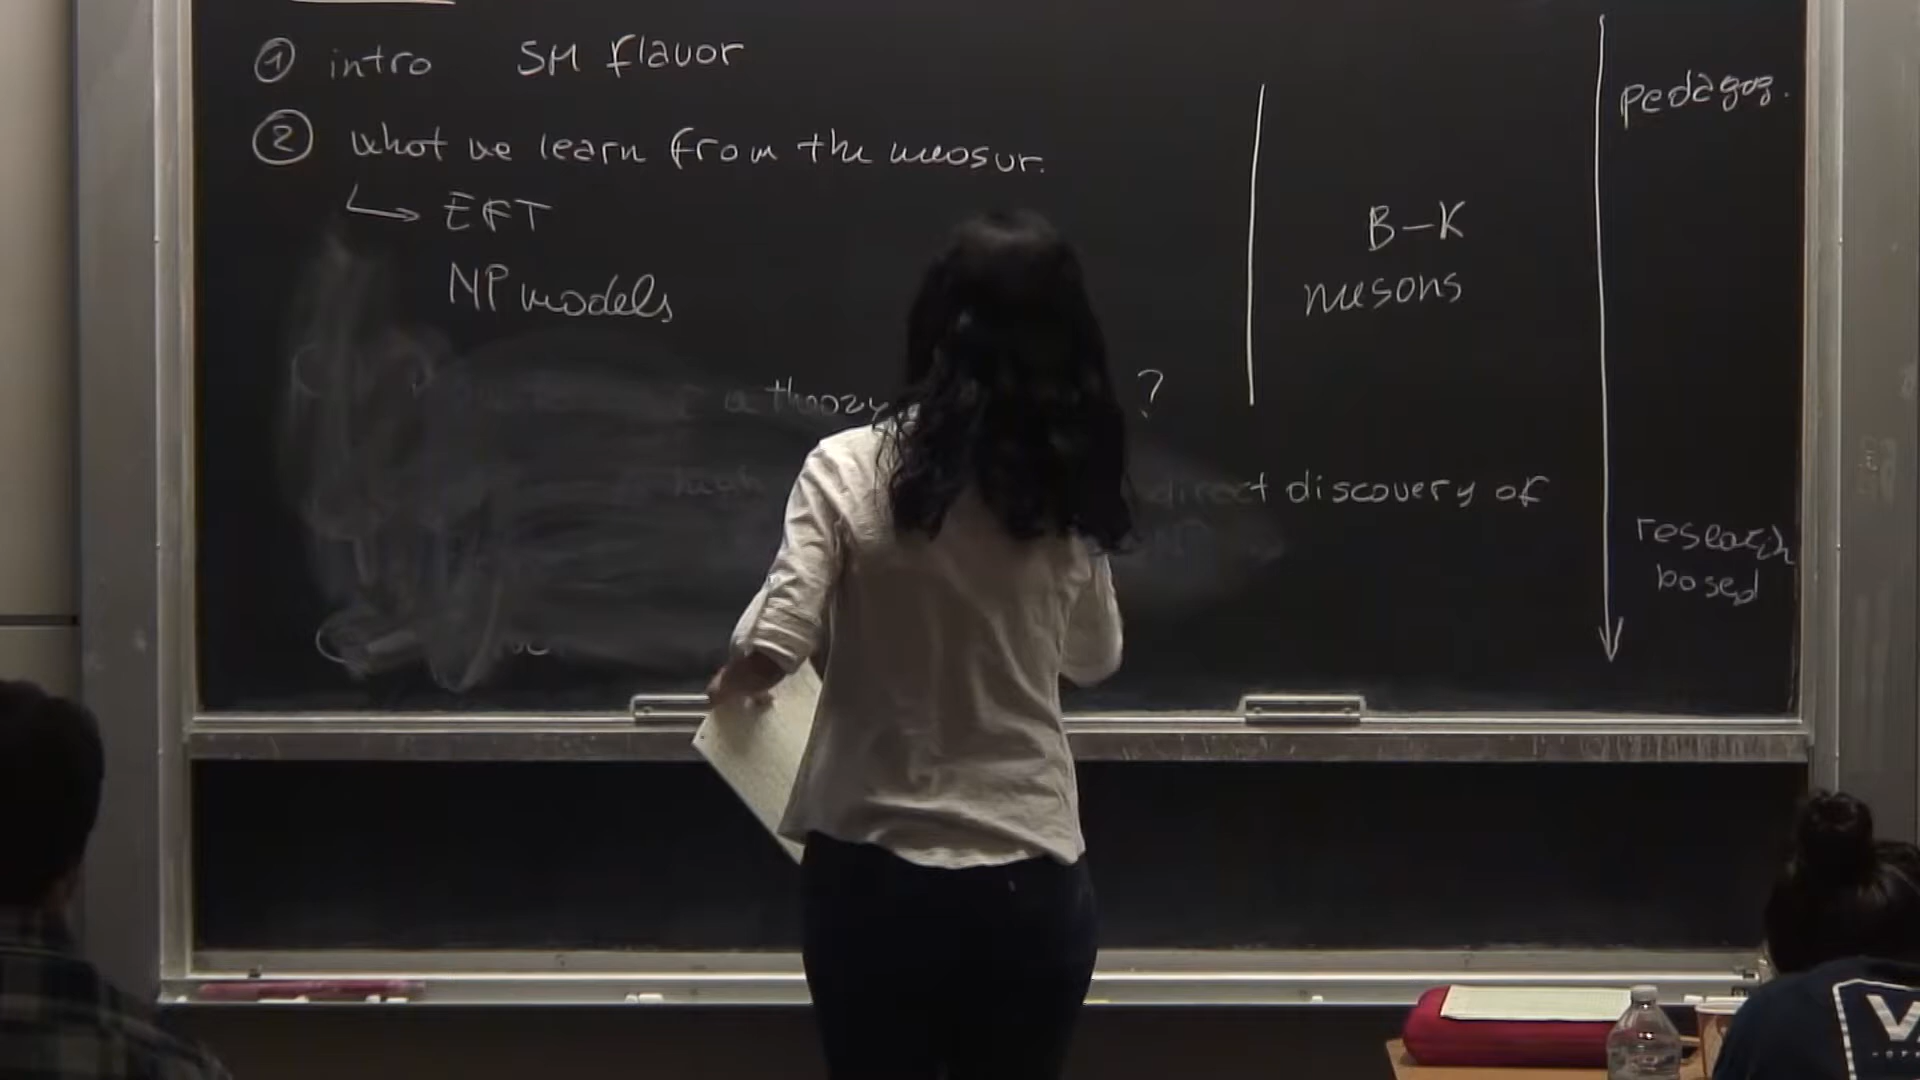 ① intro SM flavor
② what we learn from the measur.
↳ EFT
NP models
a theory ?
high direct discovery of
B-K
mesons
pedagog.
research
based